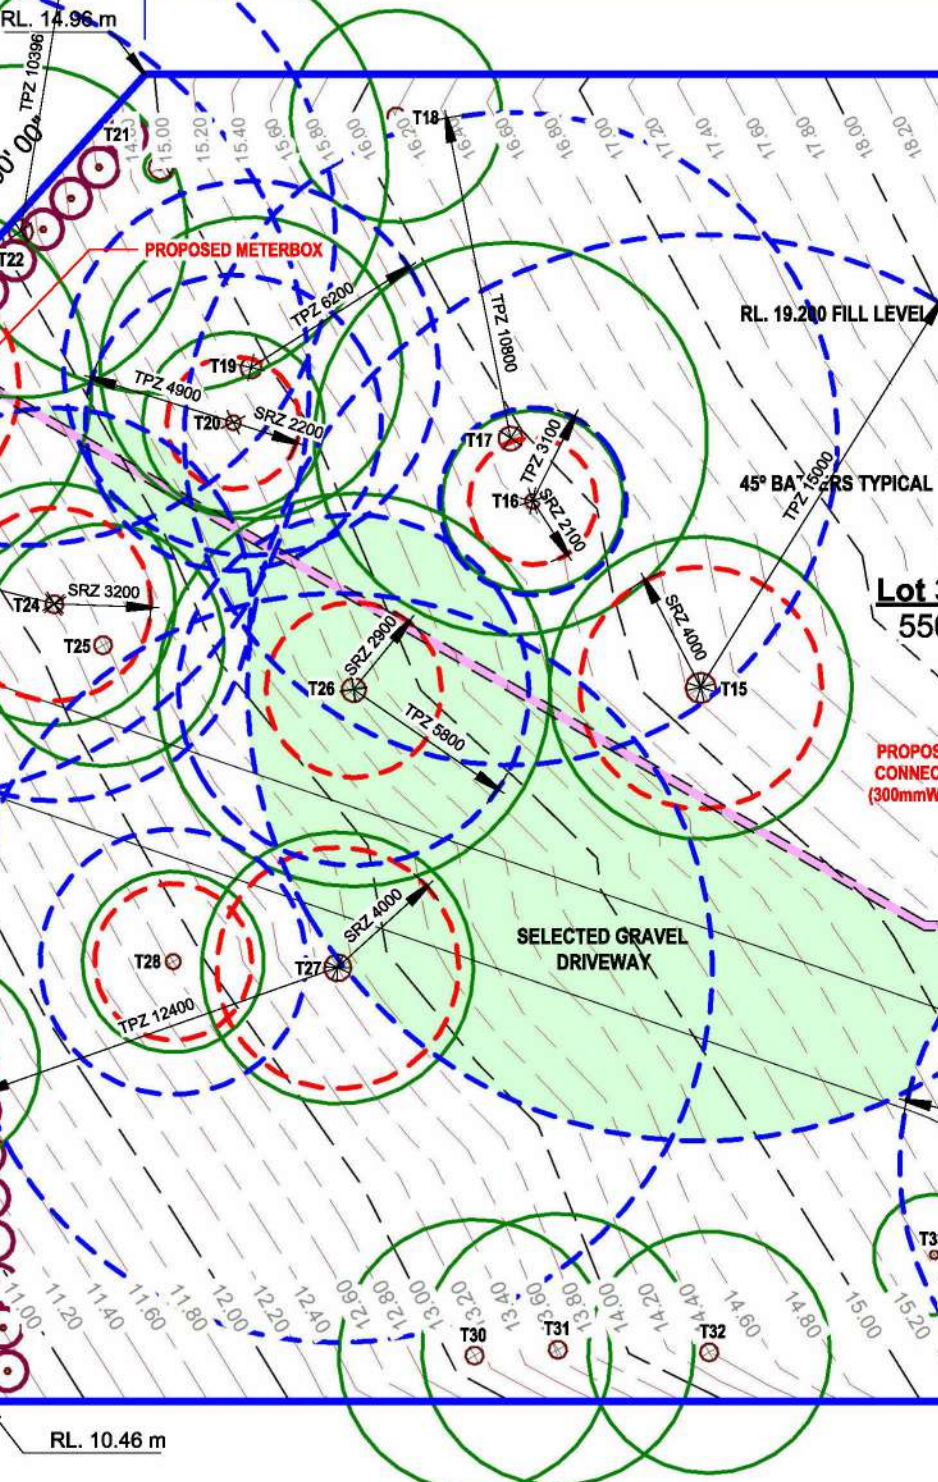 RL. 14.96 m
TPZ 10396
00' 00"
T21
15.00
15.20
15.40
15.60
15.80
16.00
16.20
16.40
16.60
16.80
17.00
17.20
17.40
17.60
17.80
18.00
18.20
T18
T22
PROPOSED METERBOX
TPZ 6200
TPZ 10800
RL. 19.200 FILL LEVEL
T19
TPZ 4900
T20
SRZ 2200
T17
TPZ 3100
T16
SRZ 2100
TPZ 15000
45º BATTERS TYPICAL
Lot 3
550
T24
SRZ 3200
T25
SRZ 2900
T26
TPZ 5800
SRZ 4000
T15
PROPOS
CONNEC
(300mmW
SRZ 4000
SELECTED GRAVEL
DRIVEWAY
T28
T27
TPZ 12400
T3
11.00
11.20
11.40
11.60
11.80
12.00
12.20
12.40
12.60
12.80
13.00
13.20
13.40
13.60
13.80
14.00
14.20
14.40
14.60
14.80
15.00
15.20
T30
T31
T32
RL. 10.46 m